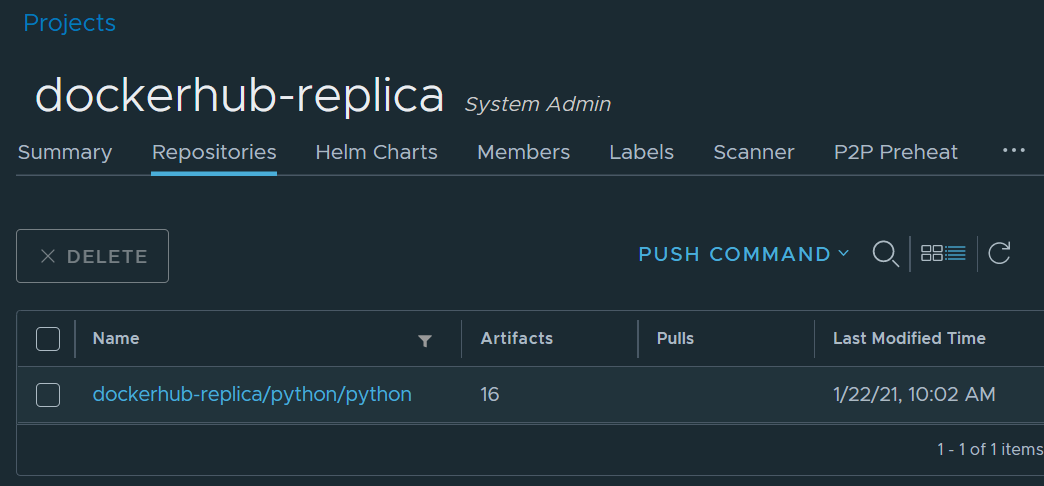 Projects
dockerhub-replica System Admin
Summary Repositories Helm Charts Members Labels Scanner P2P Preheat ...
× DELETE PUSH COMMAND
Name Artifacts Pulls Last Modified Time
dockerhub-replica/python/python 16 1/22/21, 10:02 AM
1 - 1 of 1 items